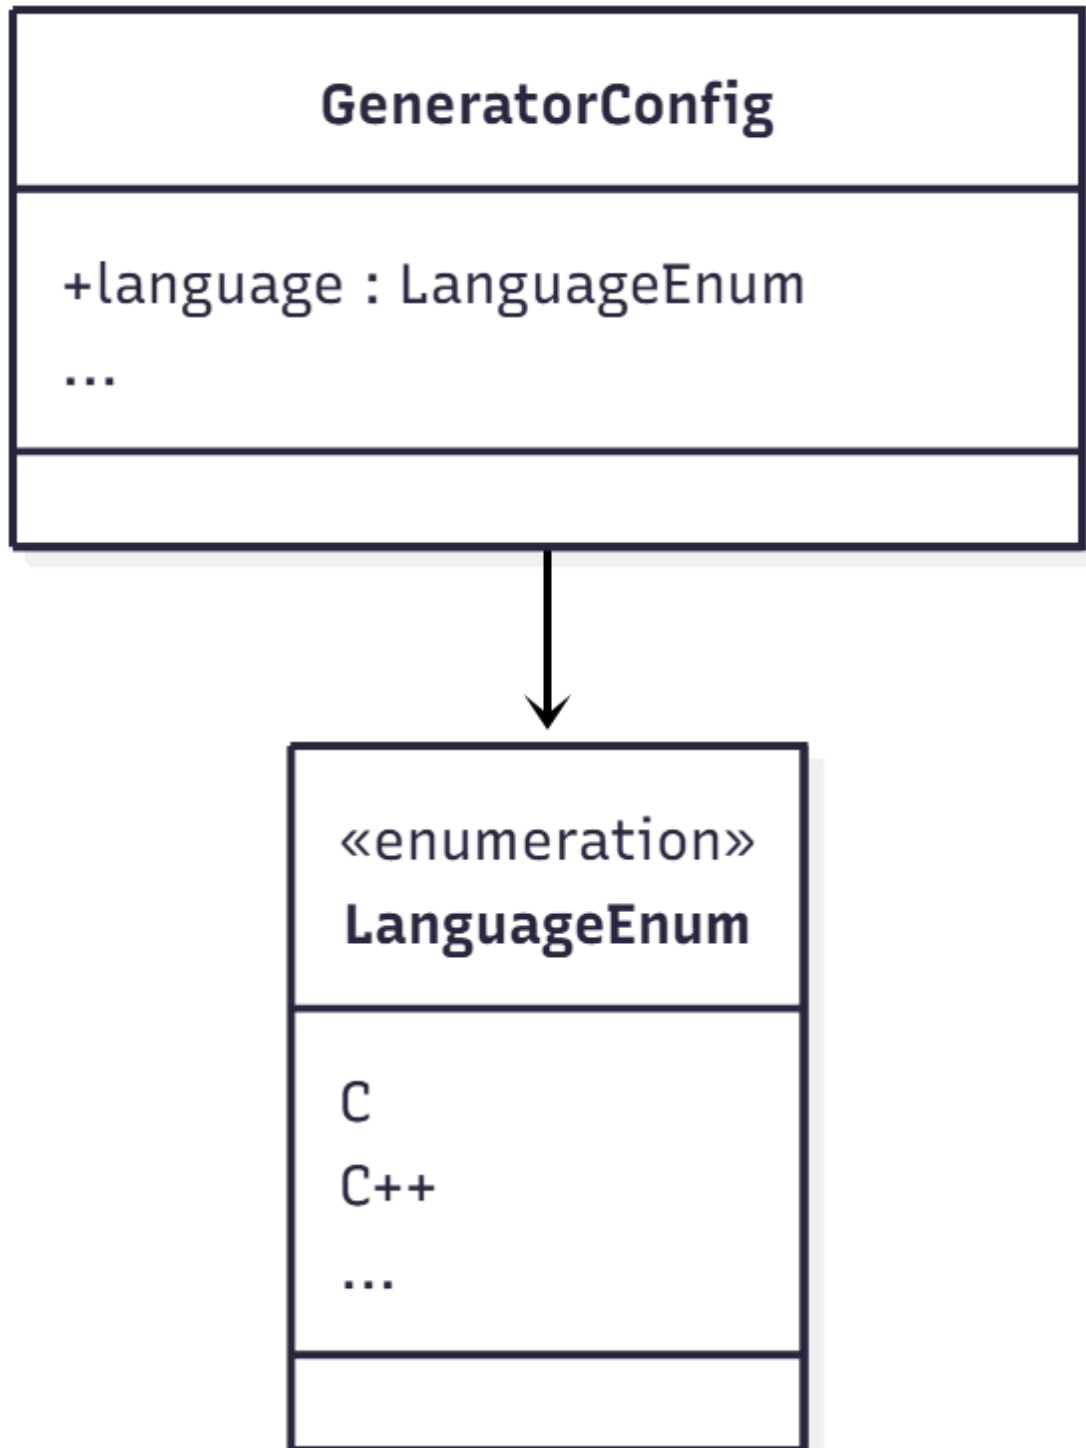 GeneratorConfig
+language : LanguageEnum
...
«enumeration»
LanguageEnum
C
C++
...